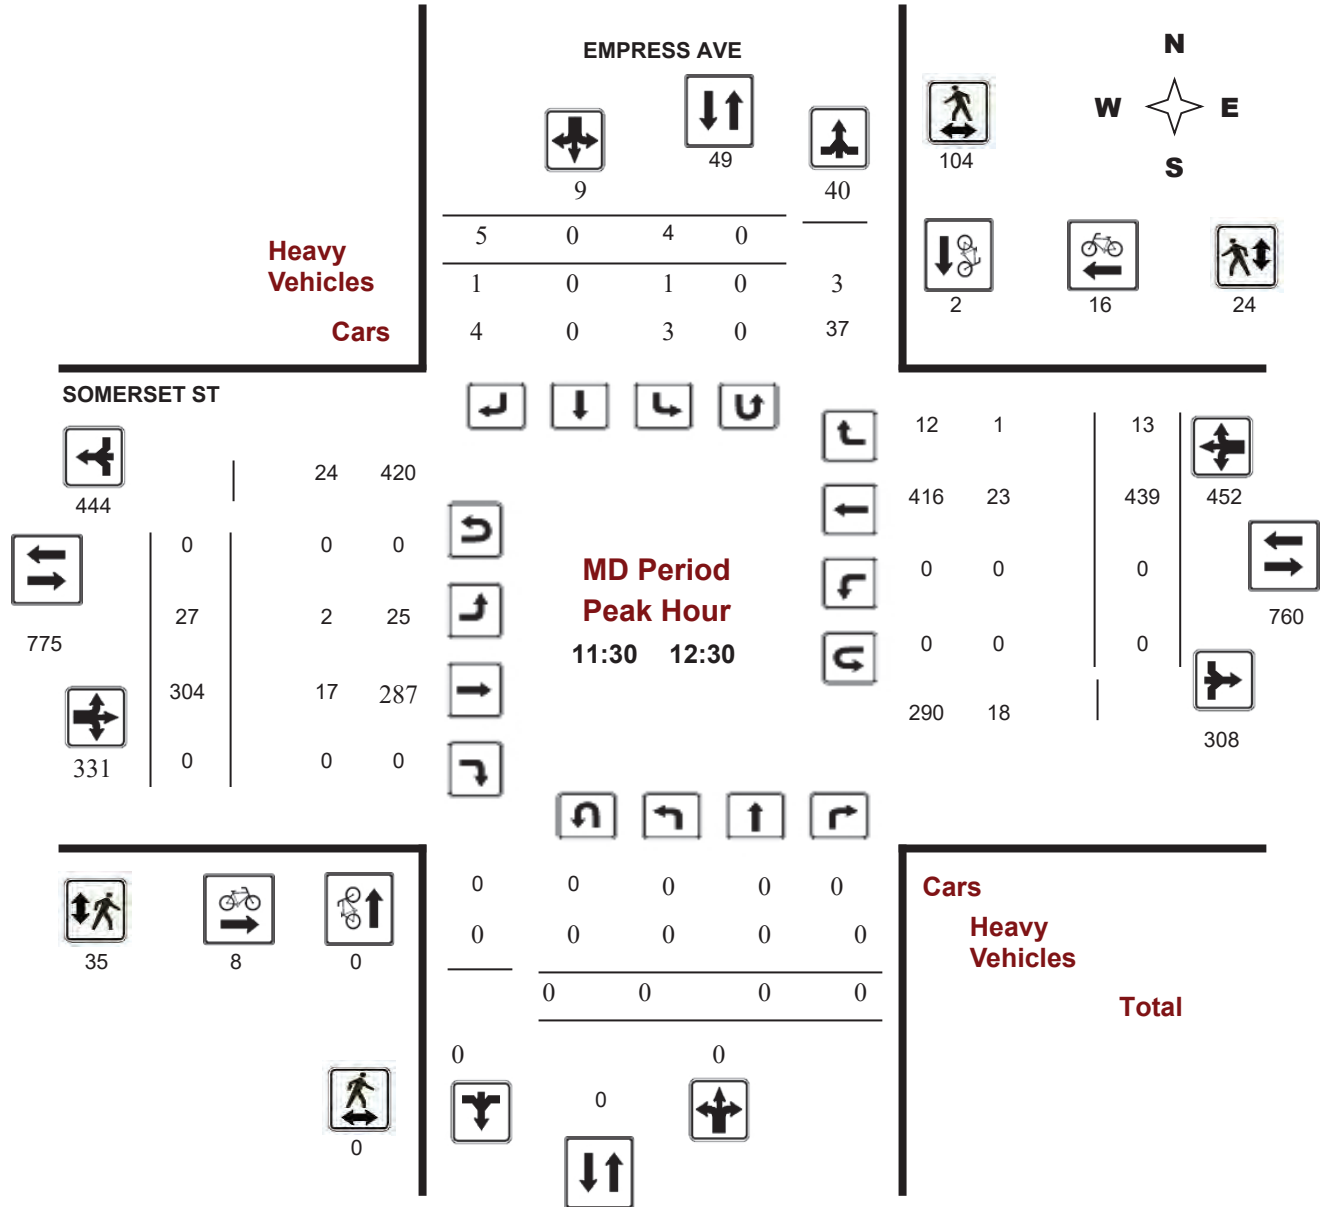 EMPRESS AVE
N
W E
S
49
104
9
40
5 0 4 0
Heavy
Vehicles
1 0 1 0 3
2 16 24
Cars
4 0 3 0 37
SOMERSET ST
12 1 13
24 420
444
416 23 439 452
0 0 0
MD Period
0 0 0
Peak Hour
27 2 25
760
775
11:30 12:30
0 0 0
304 17 287
290 18
308
331
0 0 0
0 0 0 0 0
Cars
0 0 0 0 0
Heavy
Vehicles
35 8 0
0 0 0 0
Total
0 0
0
0